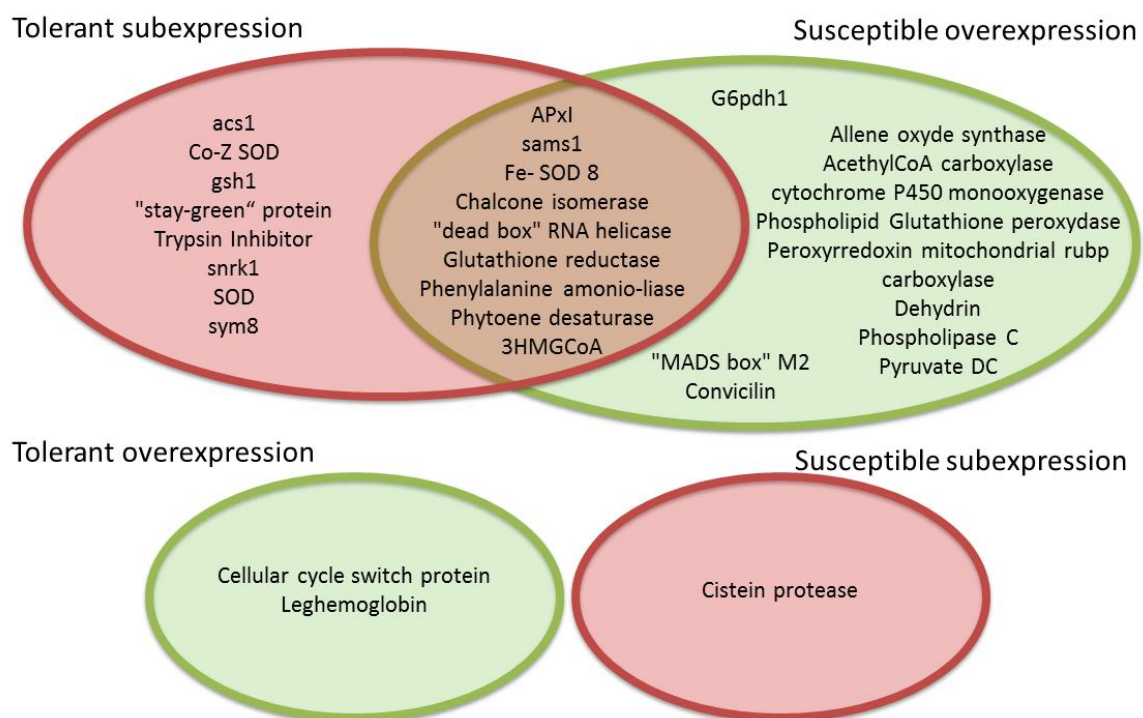 Tolerant subexpression
Susceptible overexpression
acs1
Co-Z SOD
gsh1
"stay-green“ protein
Trypsin Inhibitor
snrk1
SOD
sym8
APxI
sams1
Fe- SOD 8
Chalcone isomerase
"dead box" RNA helicase
Glutathione reductase
Phenylalanine amonio-liase
Phytoene desaturase
3HMGCoA
G6pdh1
Allene oxyde synthase
AcethylCoA carboxylase
cytochrome P450 monooxygenase
Phospholipid Glutathione peroxydase
Peroxyrredoxin mitochondrial rubp
carboxylase
Dehydrin
Phospholipase C
Pyruvate DC
"MADS box" M2
Convicilin
Tolerant overexpression
Susceptible subexpression
Cellular cycle switch protein
Leghemoglobin
Cistein protease